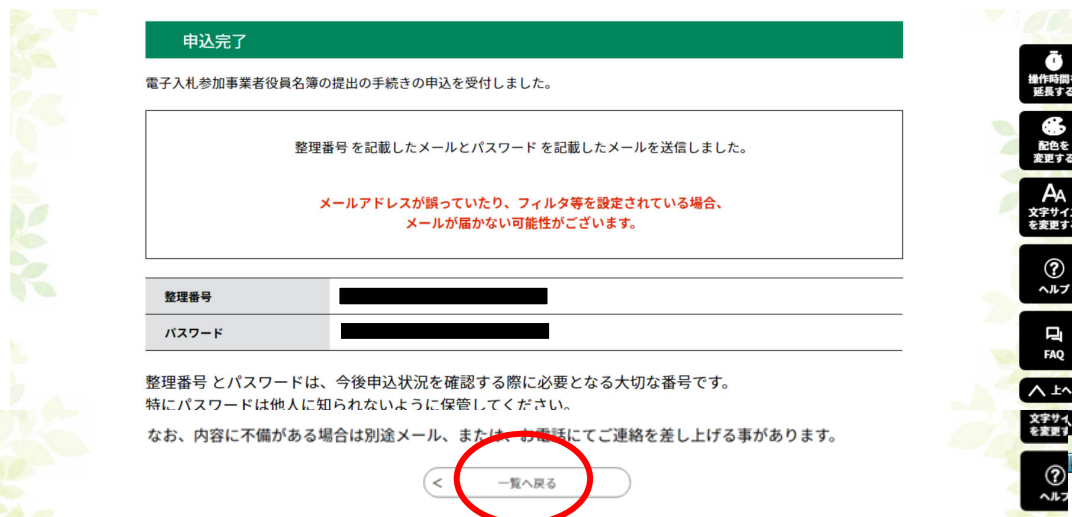 申込完了
電子入札参加事業者役員名簿の提出の手続きの申込を受付しました。
整理番号 を記載したメールとパスワード を記載したメールを送信しました。
メールアドレスが誤っていたり、フィルタ等を設定されている場合、
メールが届かない可能性がございます。
整理番号
パスワード
整理番号 とパスワードは、今後申込状況を確認する際に必要となる大切な番号です。
特にパスワードは他人に知られないように保管してください。
なお、内容に不備がある場合は別途メール、または、お電話にてご連絡を差し上げる事があります。
< 一覧へ戻る
操作時間を
延長する
配色を
変更する
AA
文字サイズ
を変更する
?
ヘルプ
FAQ
上へ
文字サイ
を変更す
?
ヘルプ